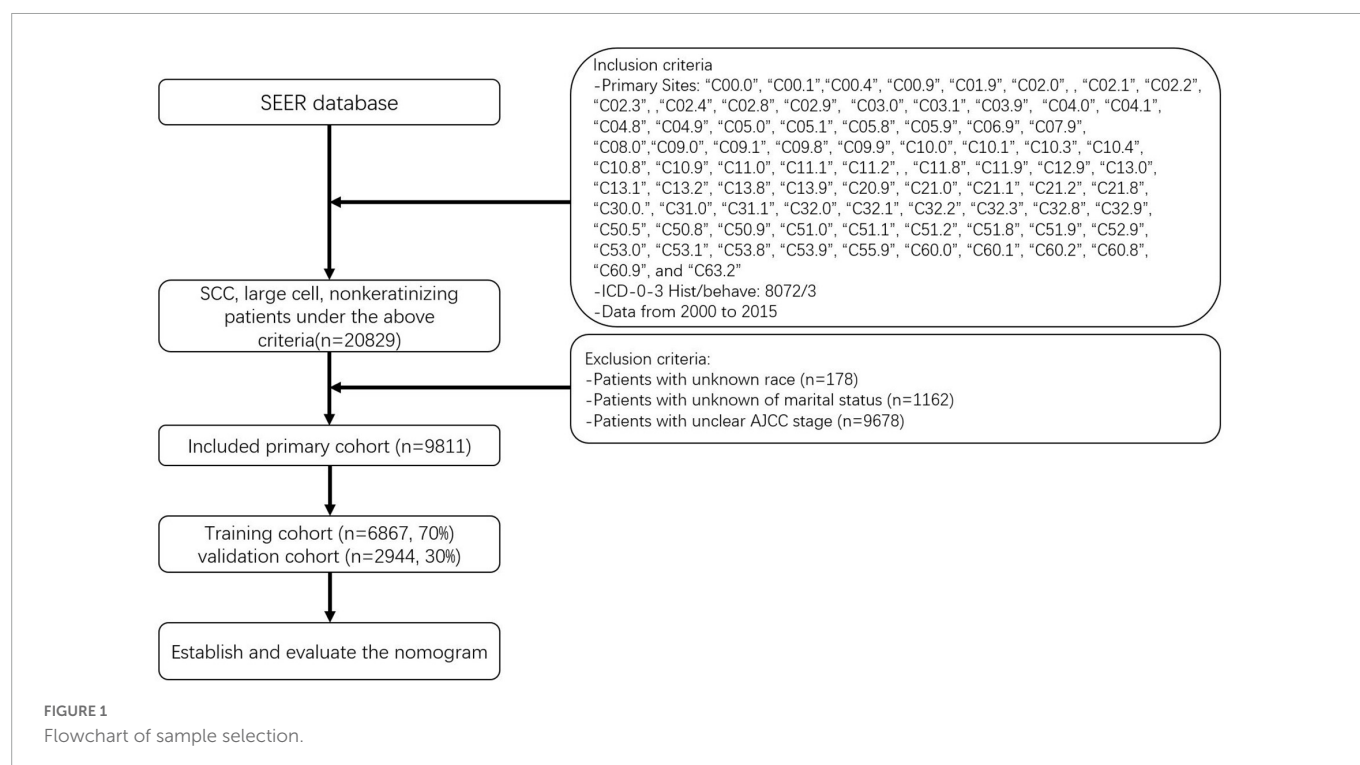 SEER database
Inclusion criteria
-Primary Sites: “C00.0”, “C00.1”,“C00.4”, “C00.9”, “C01.9”, “C02.0”, , “C02.1”, “C02.2”,
“C02.3”, ,“C02.4”, “C02.8”, “C02.9”, “C03.0”, “C03.1”, “C03.9”, “C04.0”, “C04.1”,
“C04.8”, “C04.9”, “C05.0”, “C05.1”, “C05.8”, “C05.9”, “C06.9”, “C07.9”,
“C08.0”,“C09.0”, “C09.1”, “C09.8”, “C09.9”, “C10.0”, “C10.1”, “C10.3”, “C10.4”,
“C10.8”, “C10.9”, “C11.0”, “C11.1”, “C11.2”, , “C11.8”, “C11.9”, “C12.9”, “C13.0”,
“C13.1”, “C13.2”, “C13.8”, “C13.9”, “C20.9”, “C21.0”, “C21.1”, “C21.2”, “C21.8”,
“C30.0.”, “C31.0”, “C31.1”, “C32.0”, “C32.1”, “C32.2”, “C32.3”, “C32.8”, “C32.9”,
“C50.5”, “C50.8”, “C50.9”, “C51.0”, “C51.1”, “C51.2”, “C51.8”, “C51.9”, “C52.9”,
“C53.0”, “C53.1”, “C53.8”, “C53.9”, “C55.9”, “C60.0”, “C60.1”, “C60.2”, “C60.8”,
“C60.9”, and “C63.2”
-ICD-0-3 Hist/behave: 8072/3
-Data from 2000 to 2015
SCC, large cell, nonkeratinizing
patients under the above
criteria(n=20829)
Exclusion criteria:
-Patients with unknown race (n=178)
-Patients with unknown of marital status (n=1162)
-Patients with unclear AJCC stage (n=9678)
Included primary cohort (n=9811)
Training cohort (n=6867, 70%)
validation cohort (n=2944, 30%)
Establish and evaluate the nomogram
FIGURE 1
Flowchart of sample selection.